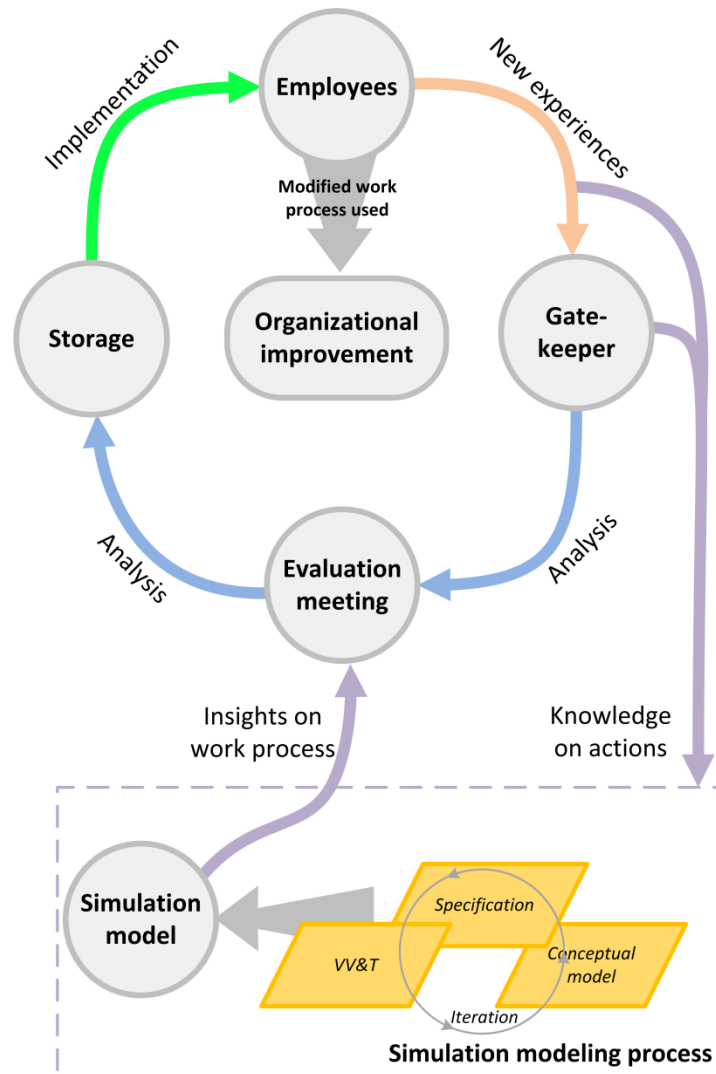 Implementation
Employees
New experiences
Modified work
process used
Storage
Organizational
improvement
Gate-
keeper
Analysis
Evaluation
meeting
Analysis
Insights on
work process
Knowledge
on actions
Simulation
model
Specification
VV&T
Conceptual
model
Iteration
Simulation modeling process